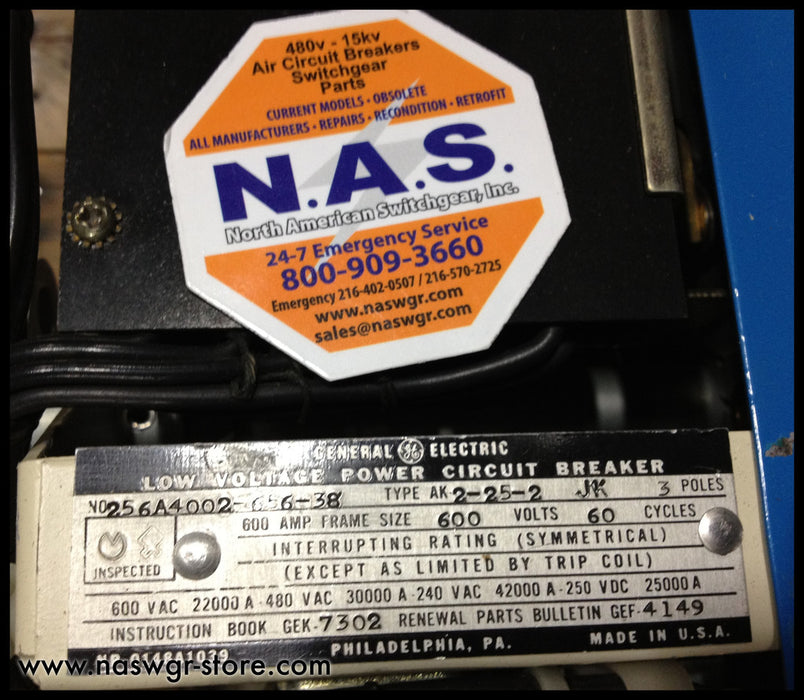 480v - 15kv
Air Circuit Breakers
Switchgear
Parts
CURRENT MODELS • OBSOLETE
ALL MANUFACTURERS • REPAIRS • RECONDITION • RETROFIT
N.A.S.
North American Switchgear, Inc.
24-7 Emergency Service
800-909-3660
Emergency 216-402-0507 / 216-570-2725
www.naswgr.com
sales@naswgr.com
GENERAL GE ELECTRIC
LOW VOLTAGE POWER CIRCUIT BREAKER
NO 256A4002-656-38 TYPE AK 2-25-2 JK 3 POLES
600 AMP FRAME SIZE 600 VOLTS 60 CYCLES
INTERRUPTING RATING (SYMMETRICAL)
(EXCEPT AS LIMITED BY TRIP COIL)
INSPECTED
600 VAC 22000 A - 480 VAC 30000 A - 240 VAC 42000 A - 250 VDC 25000 A
INSTRUCTION BOOK GEK-7302 RENEWAL PARTS BULLETIN GEF-4149
NP 0148A1039 PHILADELPHIA, PA. MADE IN U.S.A.
www.naswgr-store.com